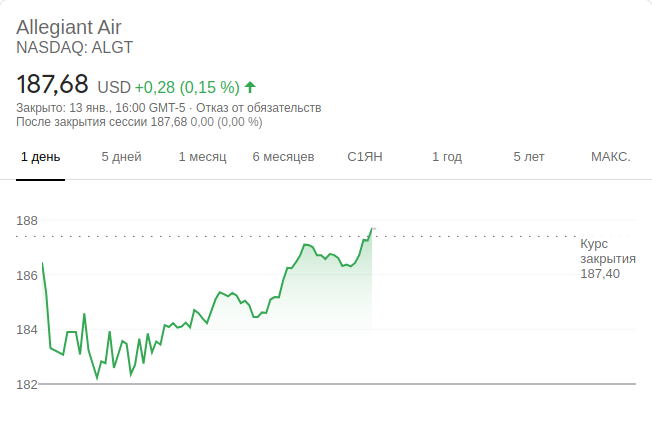 Allegiant Air
NASDAQ: ALGT
187,68 USD +0,28 (0,15 %)
Закрыто: 13 янв., 16:00 GMT-5 · Отказ от обязательств
После закрытия сессии 187,68 0,00 (0,00 %)
1 день 5 дней 1 месяц 6 месяцев С1ЯН 1 год 5 лет МАКС.
188
Курс
закрытия
187,40
186
184
182